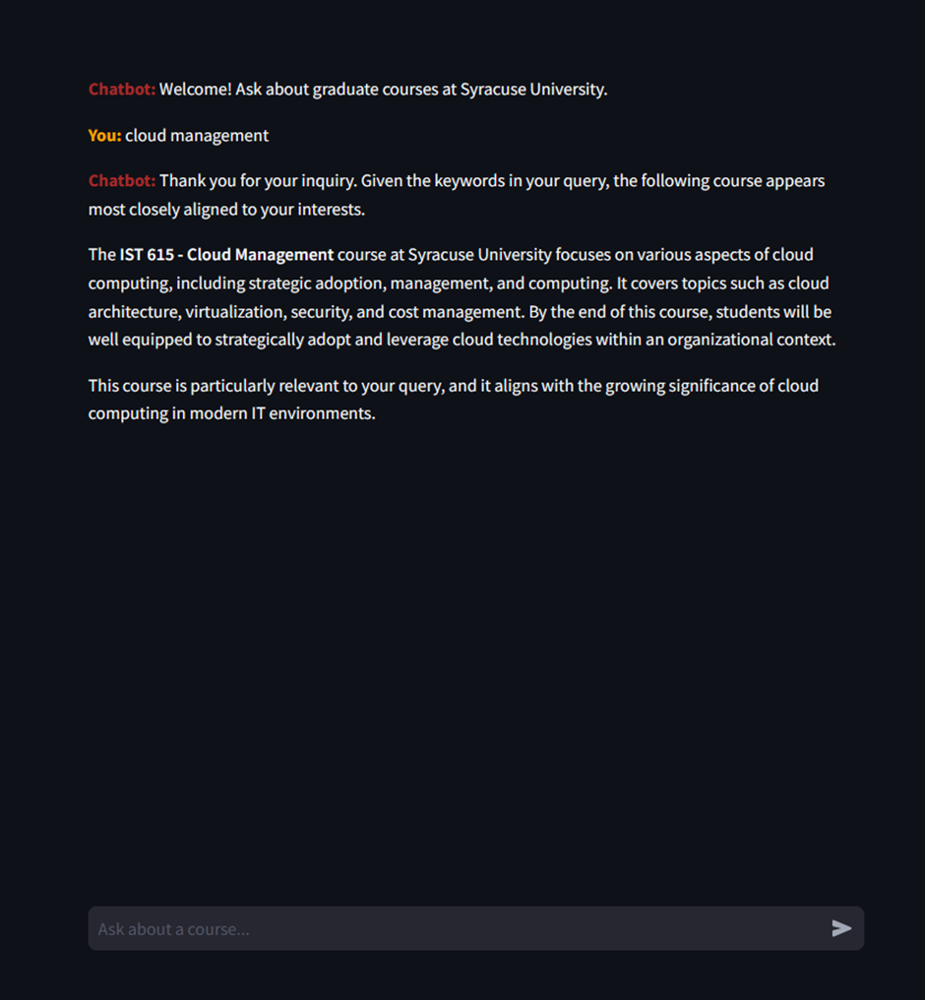 Chatbot: Welcome! Ask about graduate courses at Syracuse University.
You: cloud management
Chatbot: Thank you for your inquiry. Given the keywords in your query, the following course appears
most closely aligned to your interests.
The IST 615 - Cloud Management course at Syracuse University focuses on various aspects of cloud
computing, including strategic adoption, management, and computing. It covers topics such as cloud
architecture, virtualization, security, and cost management. By the end of this course, students will be
well equipped to strategically adopt and leverage cloud technologies within an organizational context.
This course is particularly relevant to your query, and it aligns with the growing significance of cloud
computing in modern IT environments.
Ask about a course...